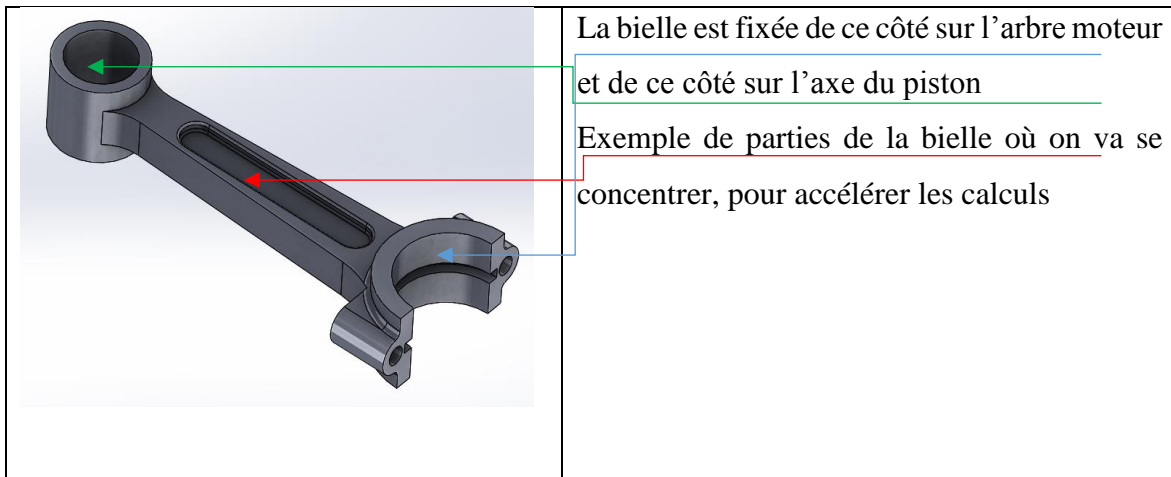 La bielle est fixée de ce côté sur l’arbre moteur
et de ce côté sur l’axe du piston
Exemple de parties de la bielle où on va se
concentrer, pour accélérer les calculs